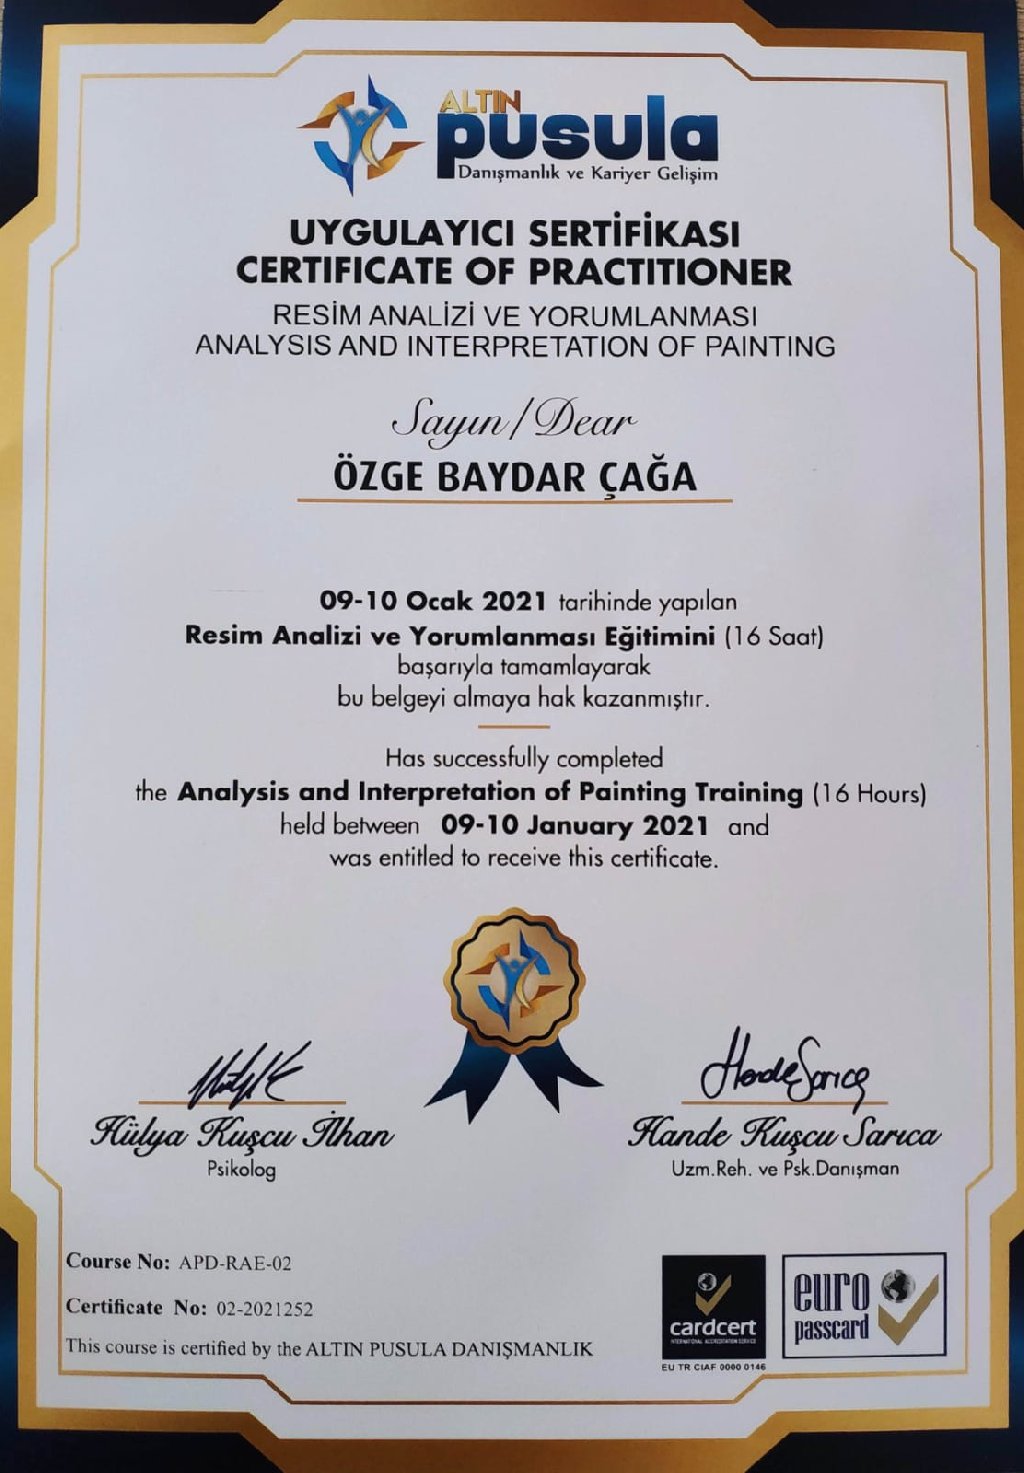 ALTIN
pusula
Danışmanlık ve Kariyer Gelişim
UYGULAYICI SERTİFİKASI
CERTIFICATE OF PRACTITIONER
RESİM ANALİZİ VE YORUMLANMASI
ANALYSIS AND INTERPRETATION OF PAINTING
Sayın/Dear
ÖZGE BAYDAR ÇAĞA
09-10 Ocak 2021 tarihinde yapılan
Resim Analizi ve Yorumlanması Eğitimini (16 Saat)
başarıyla tamamlayarak
bu belgeyi almaya hak kazanmıştır.
Has successfully completed
the Analysis and Interpretation of Painting Training (16 Hours)
held between 09-10 January 2021 and
was entitled to receive this certificate.
Hande Sarıca
Hülya Kuşcu İlhan
Psikolog
Hande Kuşcu Sarıca
Uzm.Reh. ve Psk.Danışman
Course No: APD-RAE-02
Certificate No: 02-2021252
This course is certified by the ALTIN PUSULA DANIŞMANLIK
cardcert
INTERNATIONAL ACCREDITATION SERVICE
EU TR CIAF 0000 0146
euro
passcard